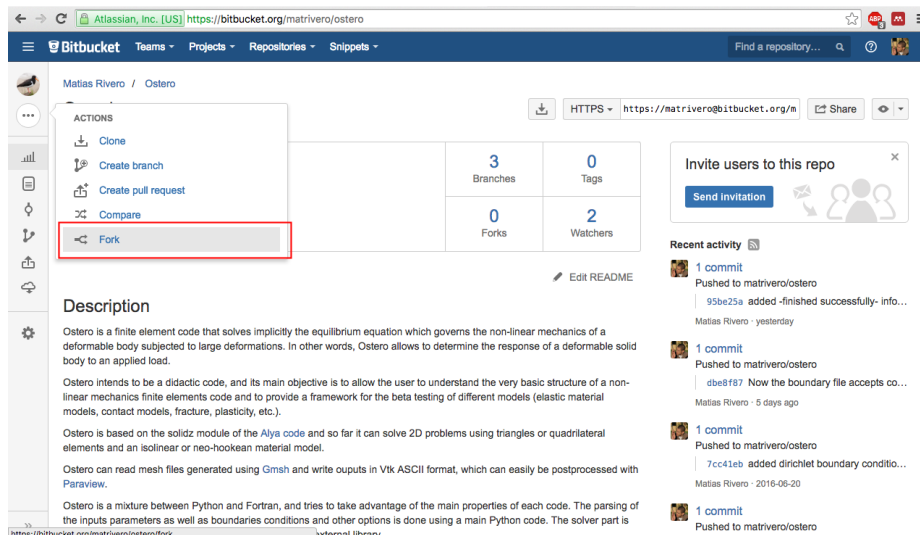 Atlassian, Inc. [US] https://bitbucket.org/matrivero/ostero
ABP
Bitbucket Teams Projects Repositories Snippets Find a repository...
Matias Rivero / Ostero
HTTPS https://matrivero@bitbucket.org/m Share
ACTIONS
Clone
Create branch
Create pull request
Compare
Fork
3
Branches
0
Tags
0
Forks
2
Watchers
Edit README
Invite users to this repo
Send invitation
Recent activity
1 commit
Pushed to matrivero/ostero
95be25a added -finished successfully- info...
Matias Rivero · yesterday
1 commit
Pushed to matrivero/ostero
dbe8f87 Now the boundary file accepts co...
Matias Rivero · 5 days ago
1 commit
Pushed to matrivero/ostero
7cc41eb added dirichlet boundary conditio...
Matias Rivero · 2016-06-20
1 commit
Pushed to matrivero/ostero
Description
Ostero is a finite element code that solves implicitly the equilibrium equation which governs the non-linear mechanics of a
deformable body subjected to large deformations. In other words, Ostero allows to determine the response of a deformable solid
body to an applied load.
Ostero intends to be a didactic code, and its main objective is to allow the user to understand the very basic structure of a non-
linear mechanics finite elements code and to provide a framework for the beta testing of different models (elastic material
models, contact models, fracture, plasticity, etc.).
Ostero is based on the solidz module of the Alya code and so far it can solve 2D problems using triangles or quadrilateral
elements and an isolinear or neo-hookean material model.
Ostero can read mesh files generated using Gmsh and write ouputs in Vtk ASCII format, which can easily be postprocessed with
Paraview.
Ostero is a mixture between Python and Fortran, and tries to take advantage of the main properties of each code. The parsing of
the inputs parameters as well as boundaries conditions and other options is done using a main Python code. The solver part is
https://bitbucket.org/matrivero/ostero/fork external library